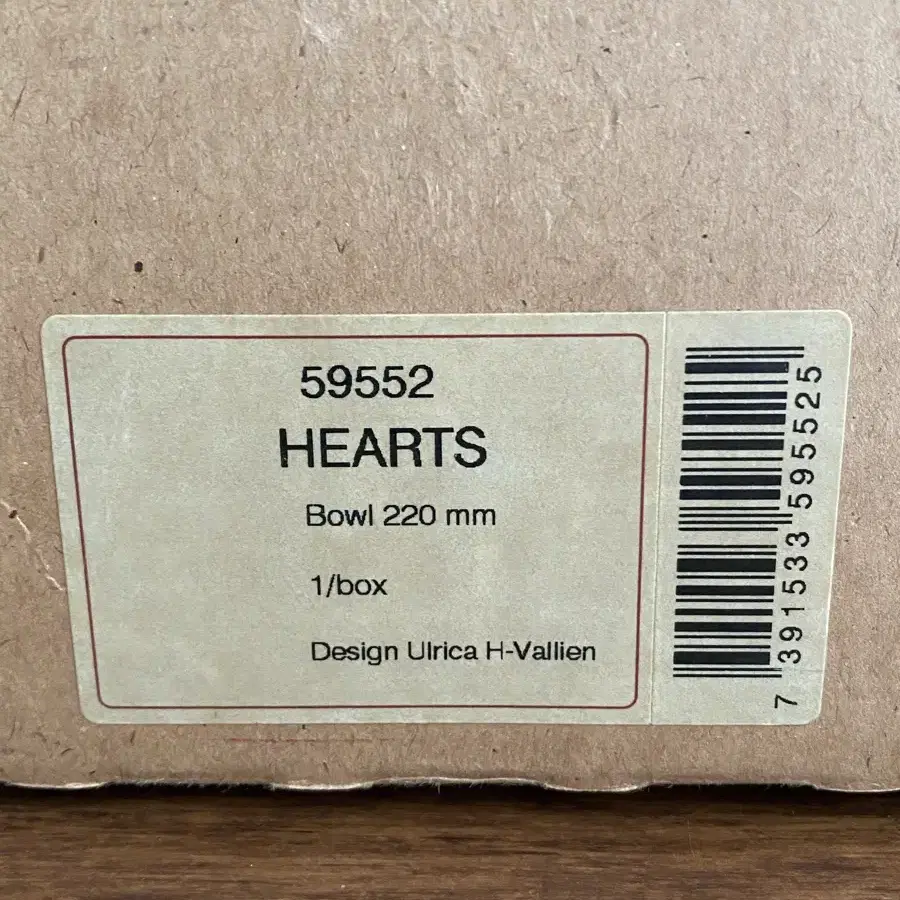 59552
HEARTS
Bowl 220 mm
1/box
Design Ulrica H-Vallien
7 391533 595525